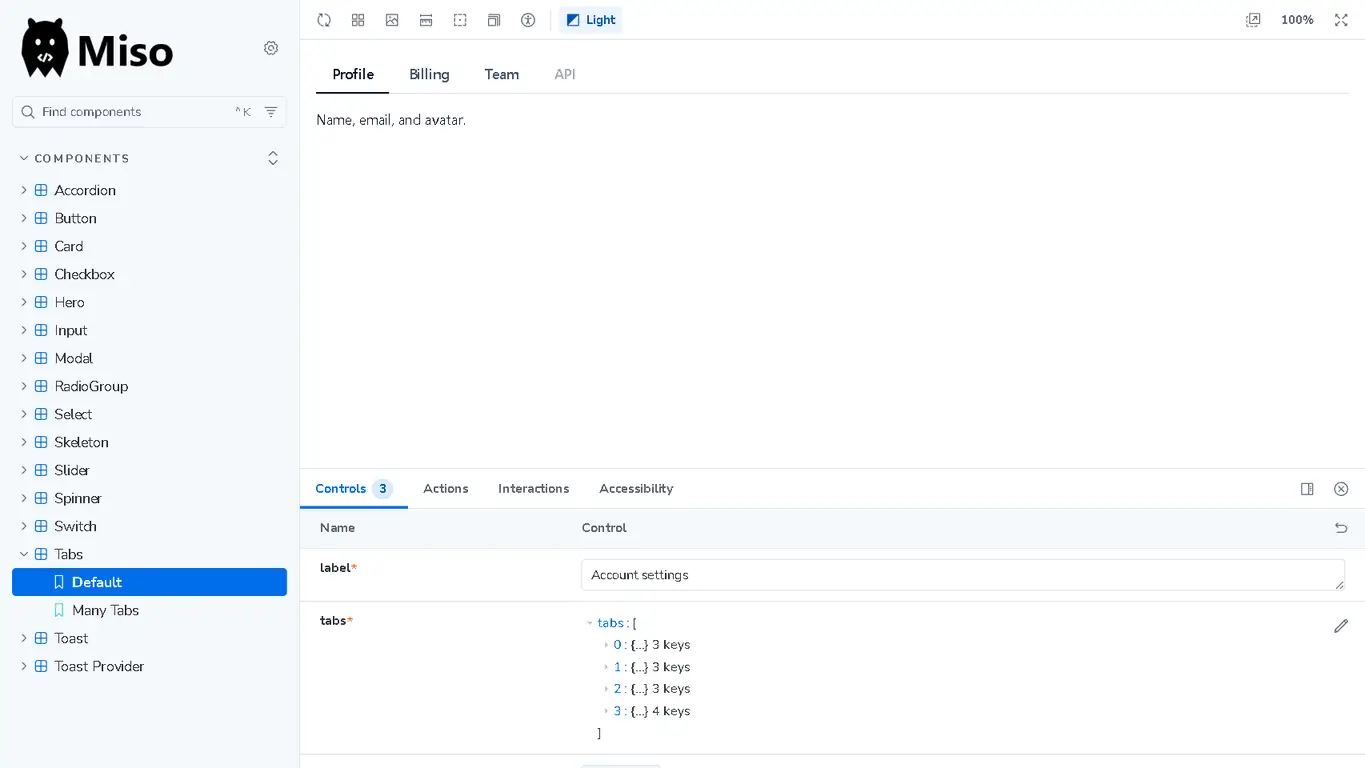 Miso
Find components
^ K
COMPONENTS
Accordion
Button
Card
Checkbox
Hero
Input
Modal
RadioGroup
Select
Skeleton
Slider
Spinner
Switch
Tabs
Default
Many Tabs
Toast
Toast Provider
Light
100%
Profile Billing Team API
Name, email, and avatar.
Controls 3 Actions Interactions Accessibility
Name Control
label* Account settings
tabs* tabs : [
0 : {...} 3 keys
1 : {...} 3 keys
2 : {...} 3 keys
3 : {...} 4 keys
]